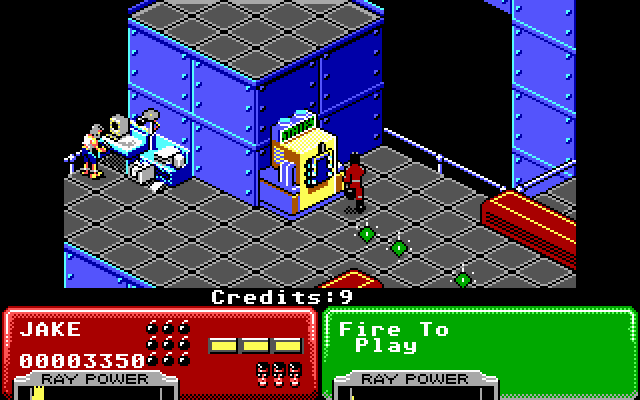 Credits:9
JAKE
00003350
RAY POWER
Fire To
Play
RAY POWER